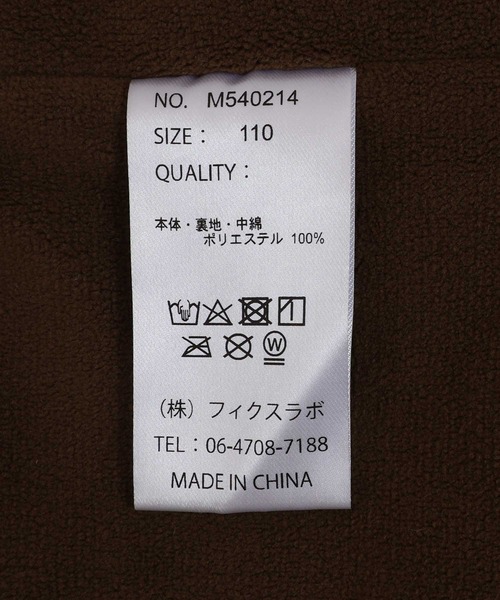 NO. M540214
SIZE： 110
QUALITY：
本体・裏地・中綿
ポリエステル 100%
W
（株）フィクスラボ
TEL：06-4708-7188
MADE IN CHINA